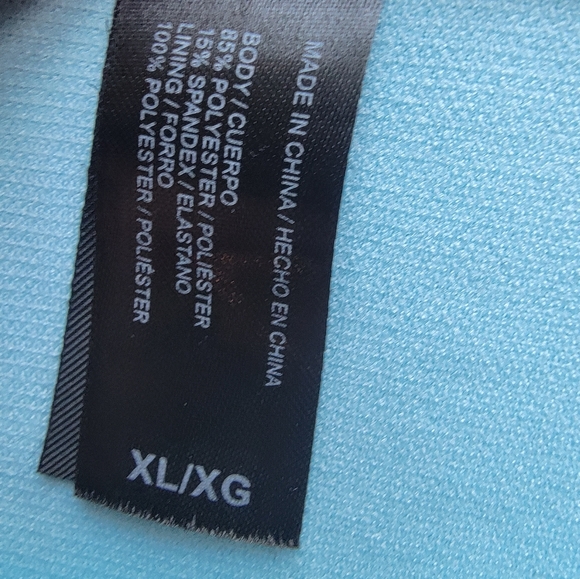 MADE IN CHINA / HECHO EN CHINA
BODY / CUERPO
85% POLYESTER / POLIÉSTER
15% SPANDEX / ELASTANO
LINING / FORRO
100% POLYESTER / POLIÉSTER
XL/XG